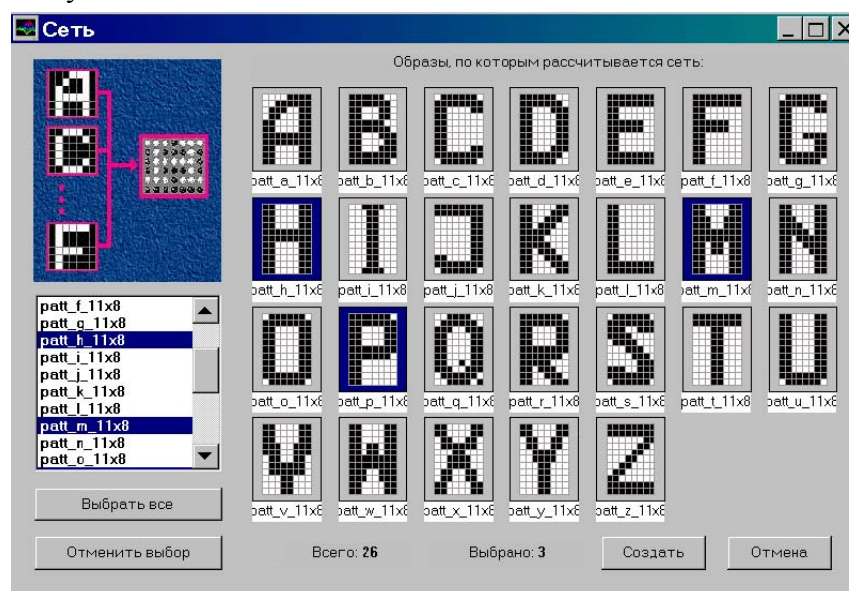 Сеть
Образы, по которым рассчитывается сеть:
patt_a_11x8 patt_b_11x8 patt_c_11x8 patt_d_11x8 patt_e_11x8 patt_f_11x8 patt_g_11x8
patt_h_11x8 patt_i_11x8 patt_j_11x8 patt_k_11x8 patt_l_11x8 patt_m_11x8 patt_n_11x8
patt_o_11x8 patt_p_11x8 patt_q_11x8 patt_r_11x8 patt_s_11x8 patt_t_11x8 patt_u_11x8
patt_v_11x8 patt_w_11x8 patt_x_11x8 patt_y_11x8 patt_z_11x8
patt_f_11x8
patt_g_11x8
patt_h_11x8
patt_i_11x8
patt_j_11x8
patt_k_11x8
patt_l_11x8
patt_m_11x8
patt_n_11x8
patt_o_11x8
Выбрать все
Отменить выбор
Всего: 26
Выбрано: 3
Создать
Отмена